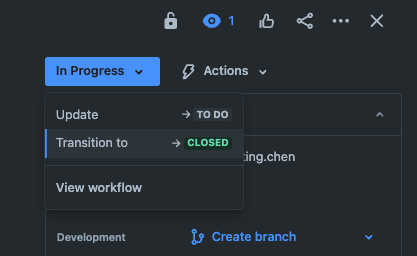 1
In Progress
Actions
Update → TO DO
Transition to → CLOSED
ting.chen
View workflow
Development
Create branch